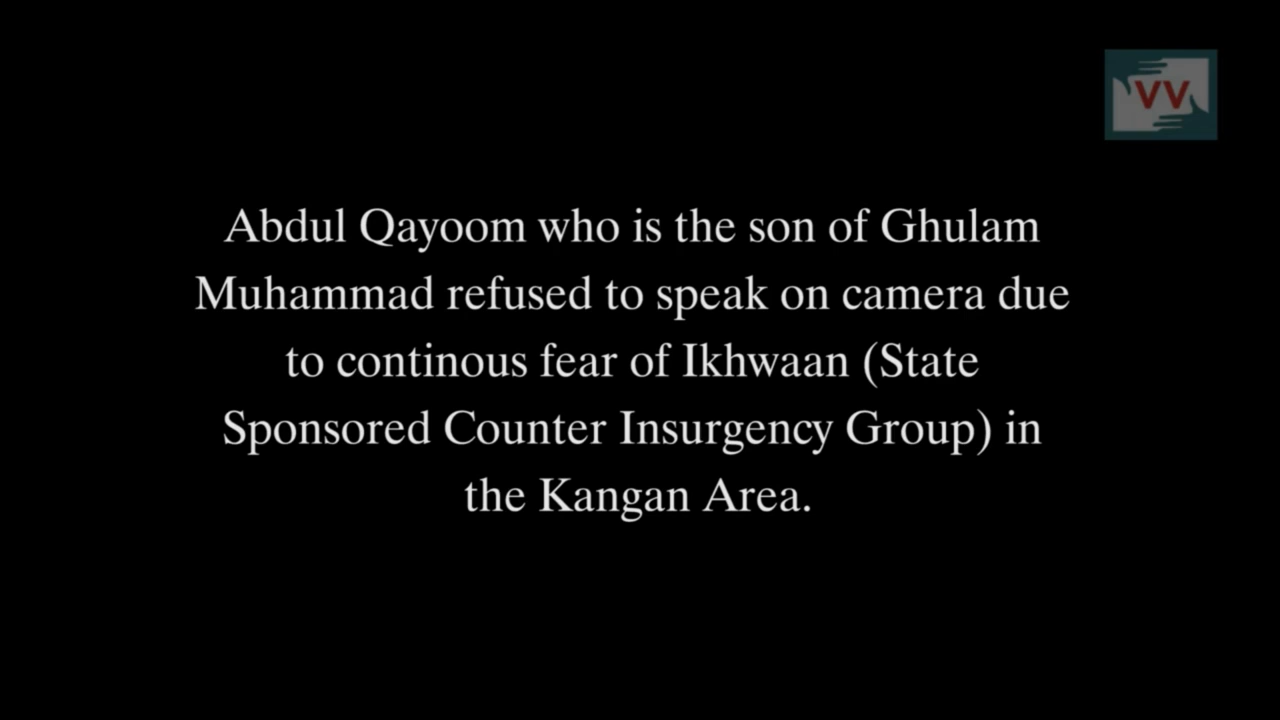 VV
Abdul Qayoom who is the son of Ghulam
Muhammad refused to speak on camera due
to continous fear of Ikhwaan (State
Sponsored Counter Insurgency Group) in
the Kangan Area.